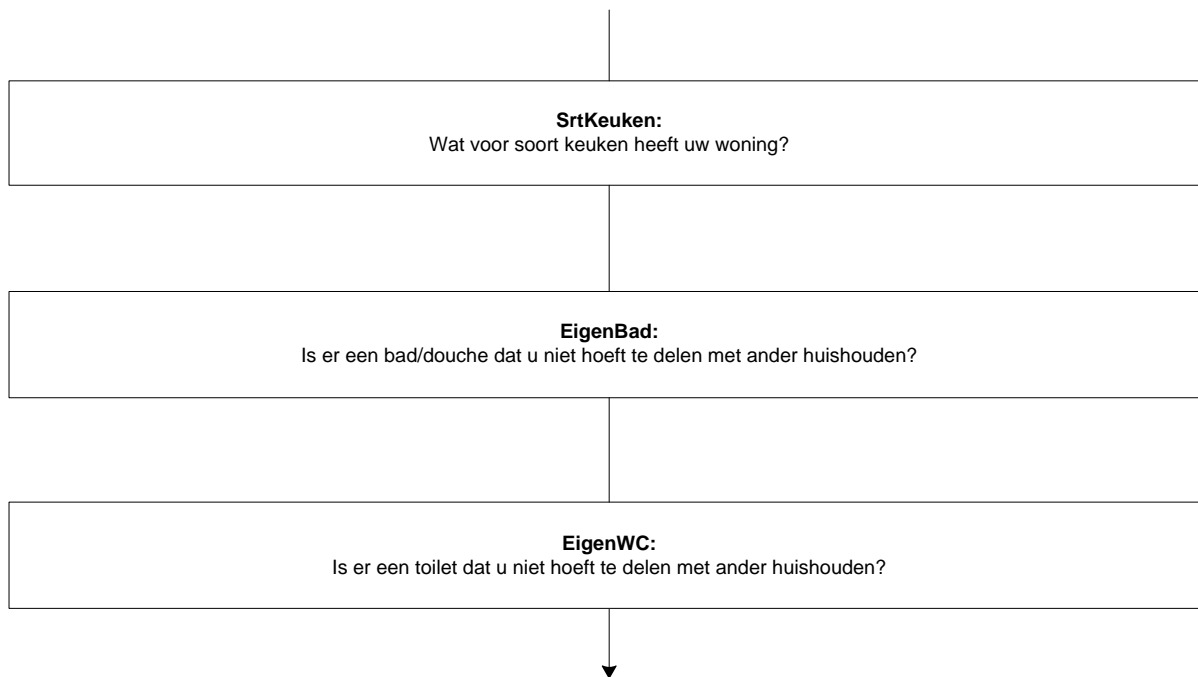 SrtKeuken:
Wat voor soort keuken heeft uw woning?
EigenBad:
Is er een bad/douche dat u niet hoeft te delen met ander huishouden?
EigenWC:
Is er een toilet dat u niet hoeft te delen met ander huishouden?